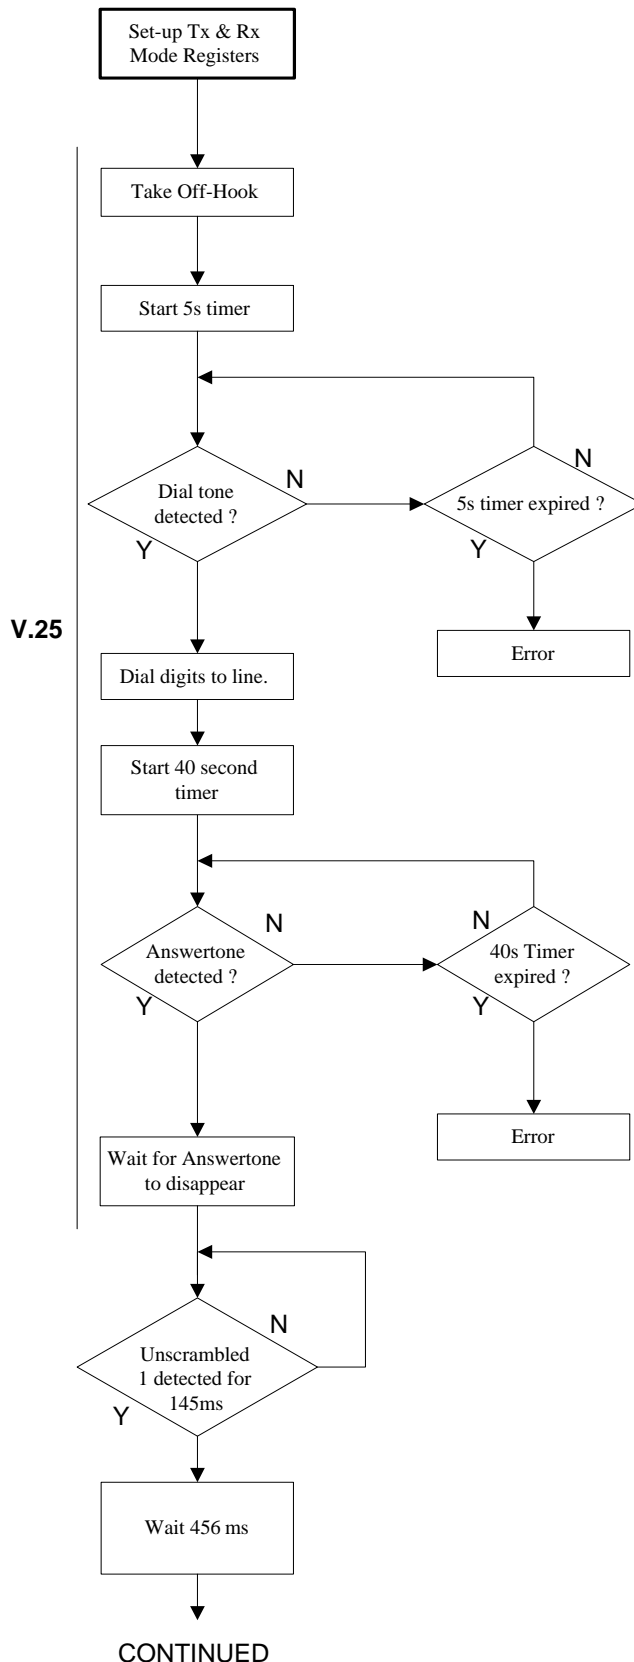 Set-up Tx & Rx
Mode Registers
Take Off-Hook
Start 5s timer
N
N
Dial tone
detected ?
5s timer expired ?
Y
Y
V.25
Error
Dial digits to line.
Start 40 second
timer
N
N
Answertone
detected ?
40s Timer
expired ?
Y
Y
Error
Wait for Answertone
to disappear
N
Unscrambled
1 detected for
145ms
Y
Wait 456 ms
CONTINUED